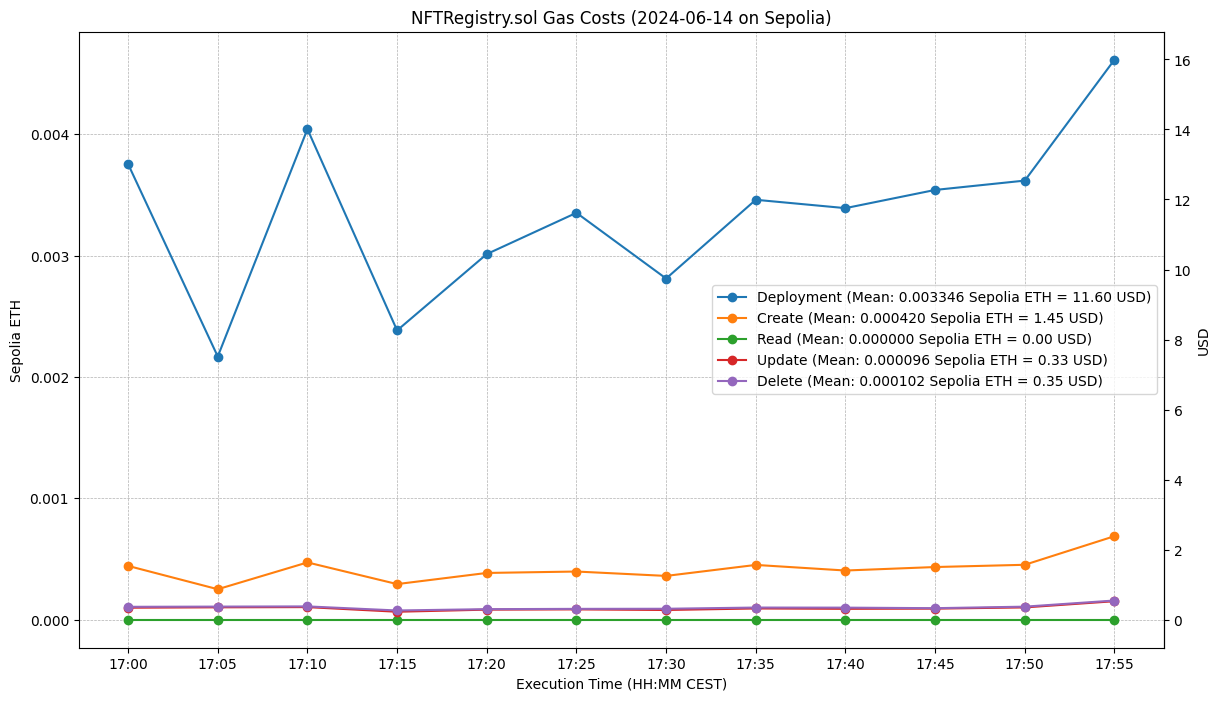 NFTRegistry.sol Gas Costs (2024-06-14 on Sepolia)
Sepolia ETH
0.004
0.003
0.002
0.001
0.000
16
14
12
10
8
6
4
2
0
USD
Deployment (Mean: 0.003346 Sepolia ETH = 11.60 USD)
Create (Mean: 0.000420 Sepolia ETH = 1.45 USD)
Read (Mean: 0.000000 Sepolia ETH = 0.00 USD)
Update (Mean: 0.000096 Sepolia ETH = 0.33 USD)
Delete (Mean: 0.000102 Sepolia ETH = 0.35 USD)
17:00 17:05 17:10 17:15 17:20 17:25 17:30 17:35 17:40 17:45 17:50 17:55
Execution Time (HH:MM CEST)